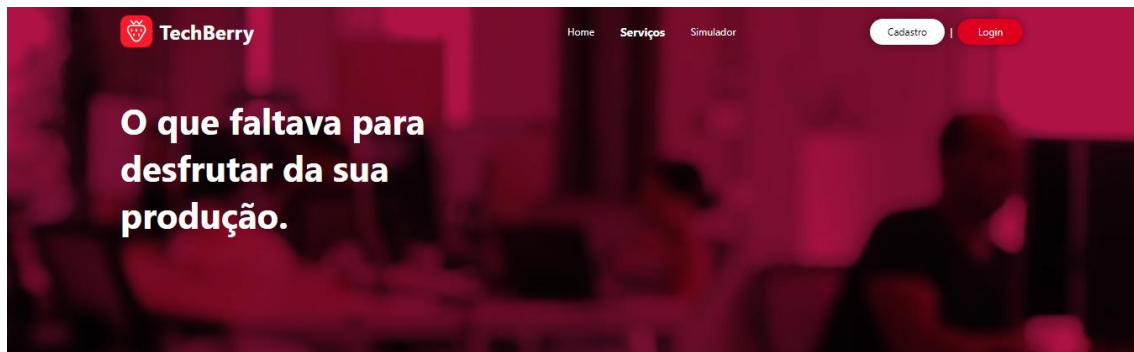 TechBerry
Home Serviços Simulador
Cadastro | Login
O que faltava para
desfrutar da sua
produção.